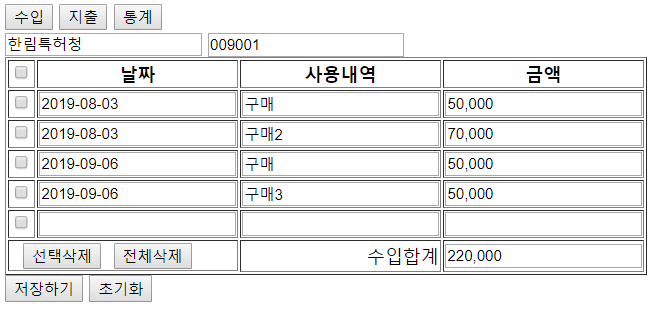 수입 지출 통계
한림특허청 009001
날짜 사용내역 금액
2019-08-03 구매 50,000
2019-08-03 구매2 70,000
2019-09-06 구매 50,000
2019-09-06 구매3 50,000
선택삭제 전체삭제 수입합계 220,000
저장하기 초기화